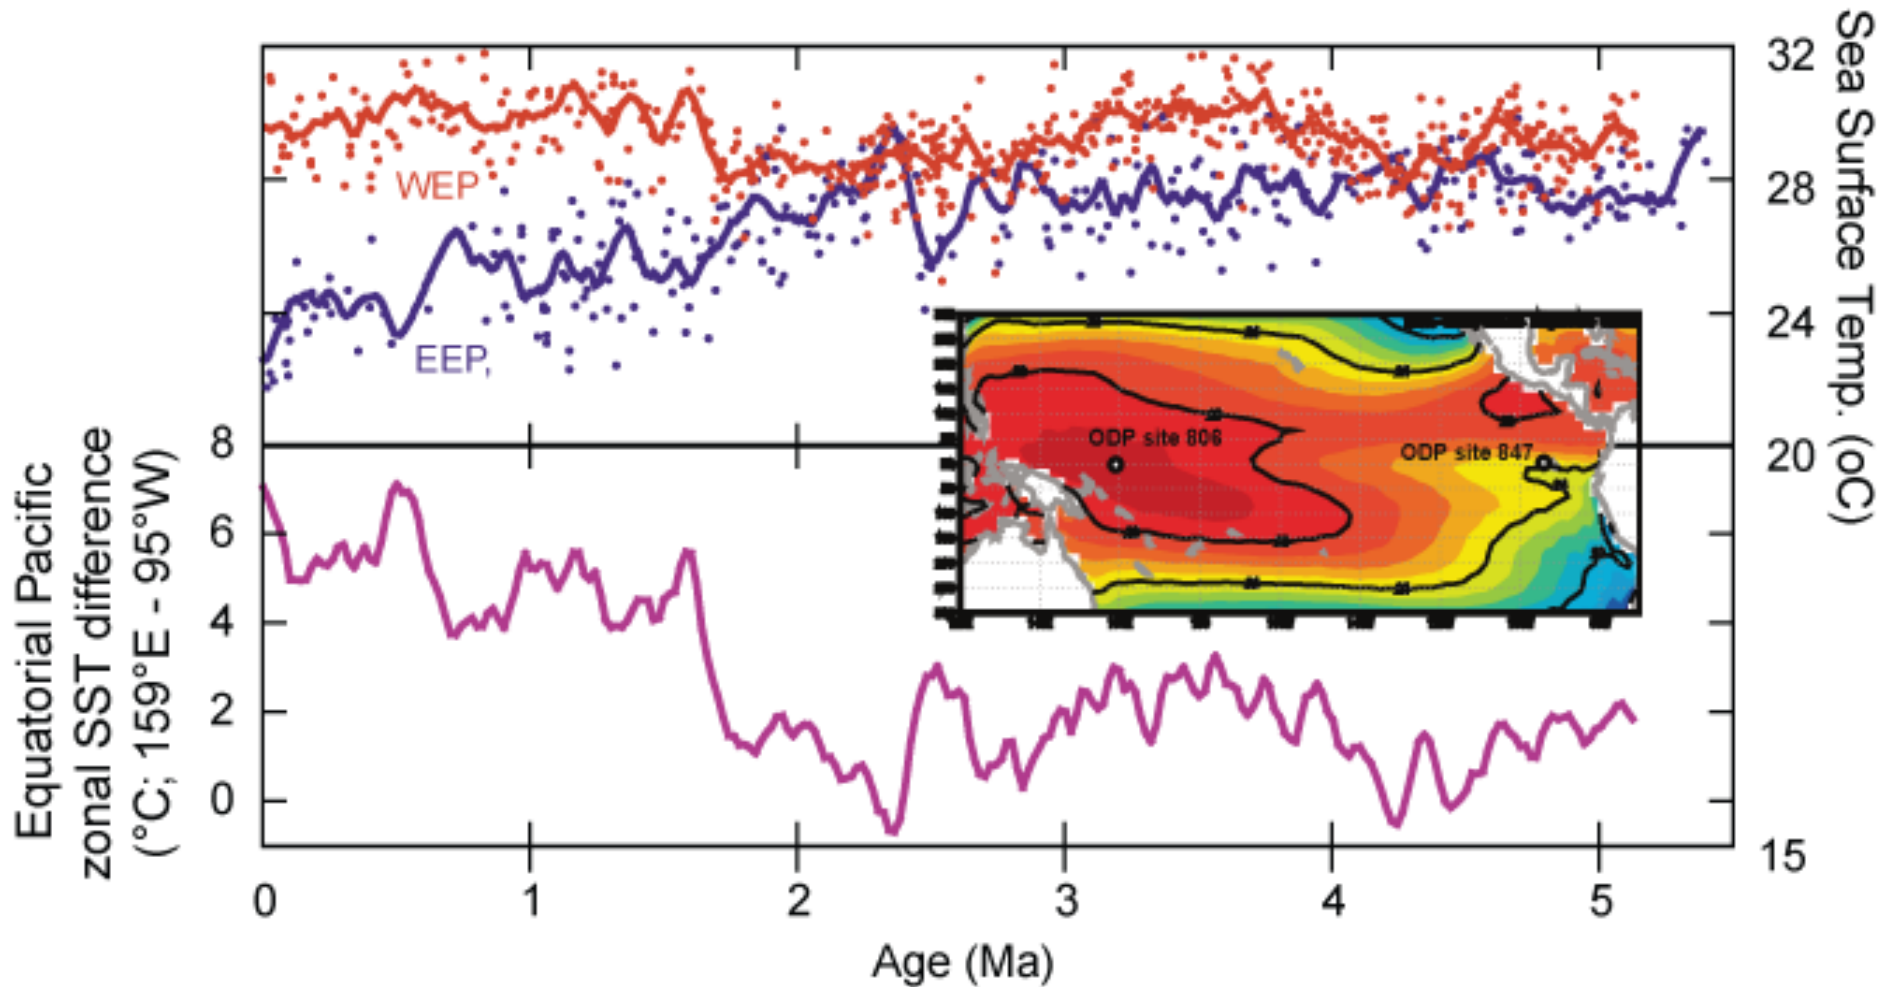 32
28
24
20
15
Sea Surface Temp. (oC)
WEP
EEP,
ODP site 806
ODP site 847
Equatorial Pacific
zonal SST difference
(°C; 159°E - 95°W)
8
6
4
2
0
0 1 2 3 4 5
Age (Ma)